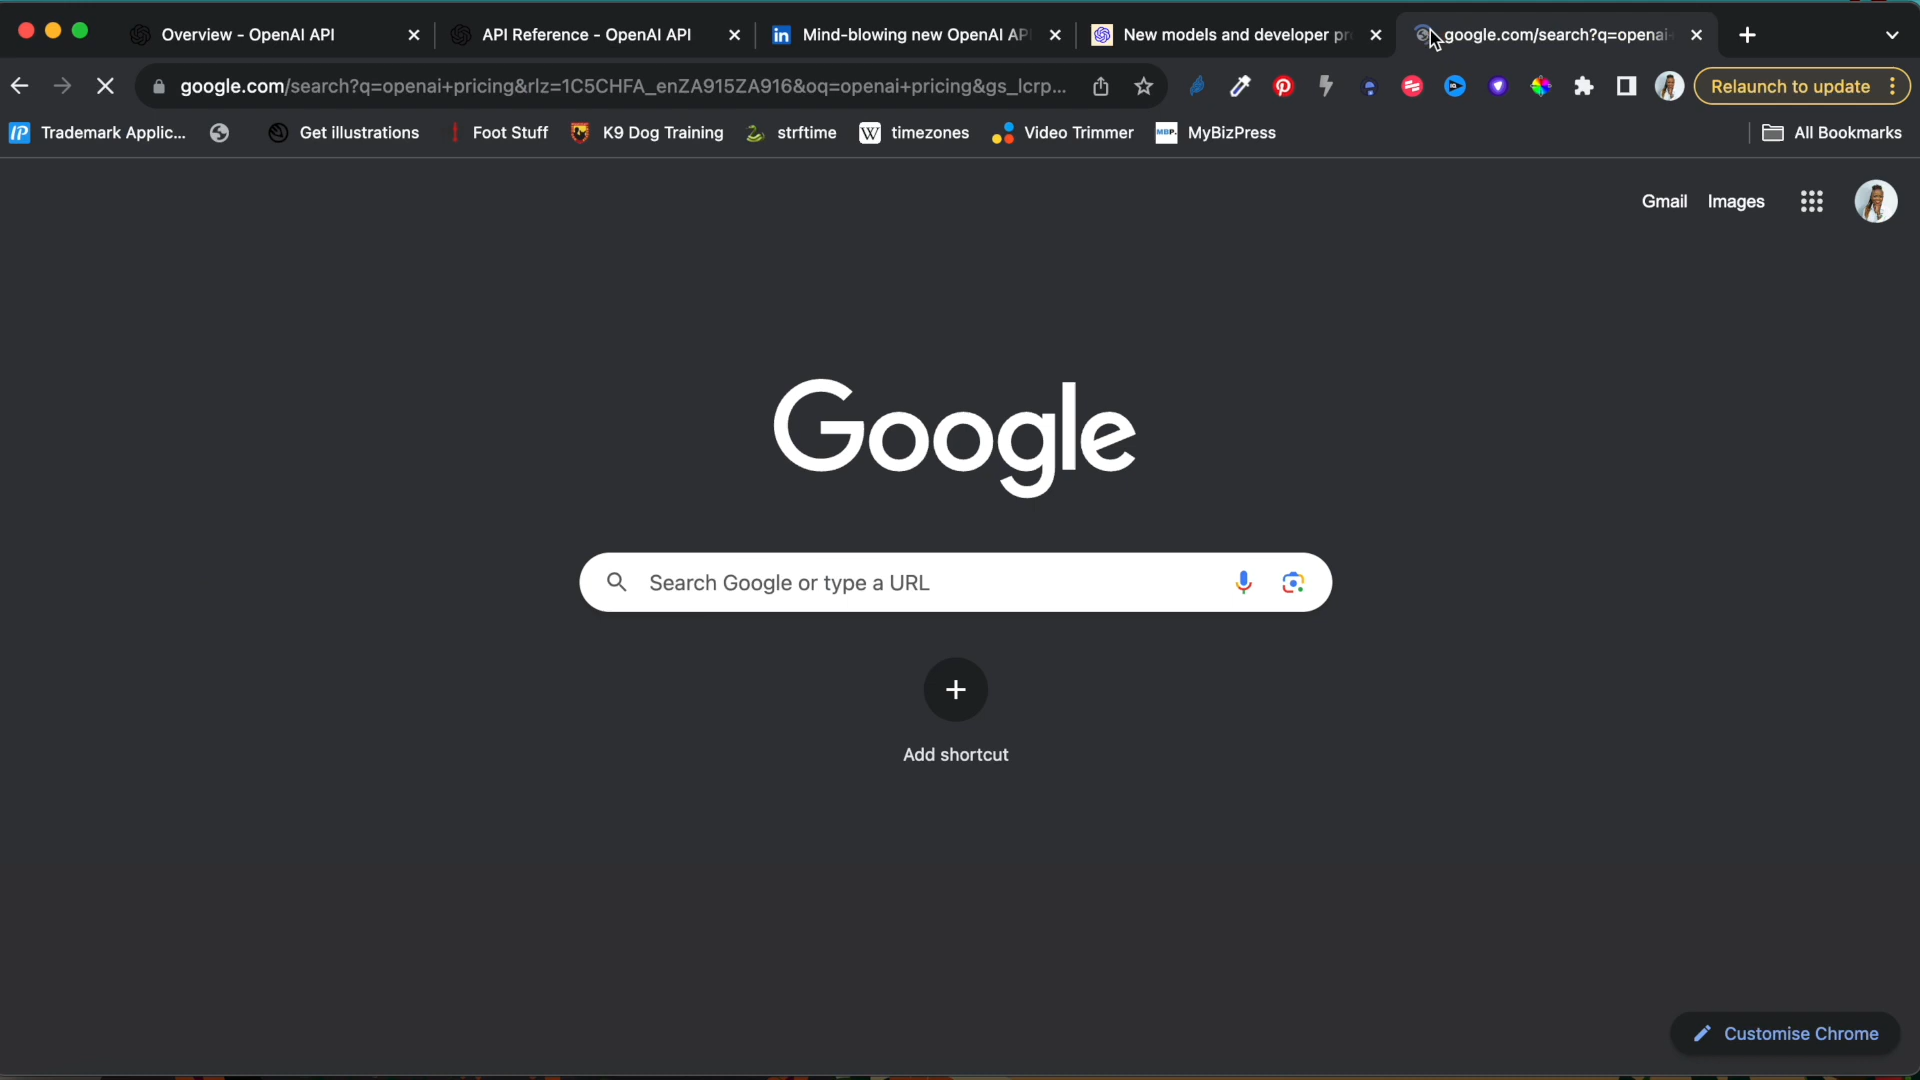 Overview - OpenAI API
API Reference - OpenAI API
in Mind-blowing new OpenAI AP
New models and developer pr
google.com/search?q=openai
google.com/search?q=openai+pricing&rlz=1C5CHFA_enZA915ZA916&oq=openai+pricing&gs_lcrp...
Relaunch to update
IP Trademark Applic...
Get illustrations
Foot Stuff
K9 Dog Training
strftime
W timezones
Video Trimmer
MBP. MyBizPress
All Bookmarks
Gmail
Images
Google
Search Google or type a URL
Add shortcut
Customise Chrome